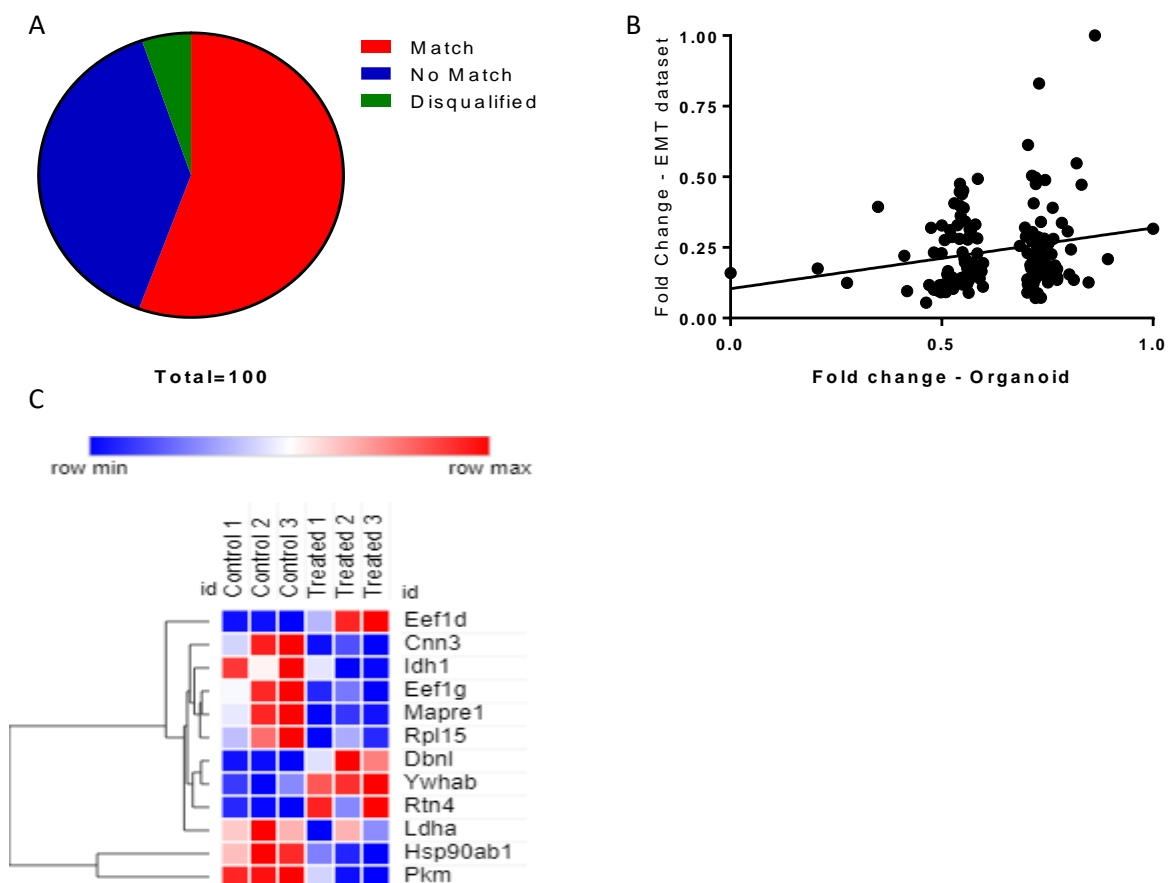 A
Match
No Match
Disqualified
Total=100
B
Fold Change - EMT dataset
1.00
0.75
0.50
0.25
0.00
0.0
0.5
1.0
Fold change - Organoid
C
row min
row max
id
Control 1
Control 2
Control 3
Treated 1
Treated 2
Treated 3
id
Eef1d
Cnn3
Idh1
Eef1g
Mapre1
Rpl15
Dbnl
Ywhab
Rtn4
Ldha
Hsp90ab1
Pkm